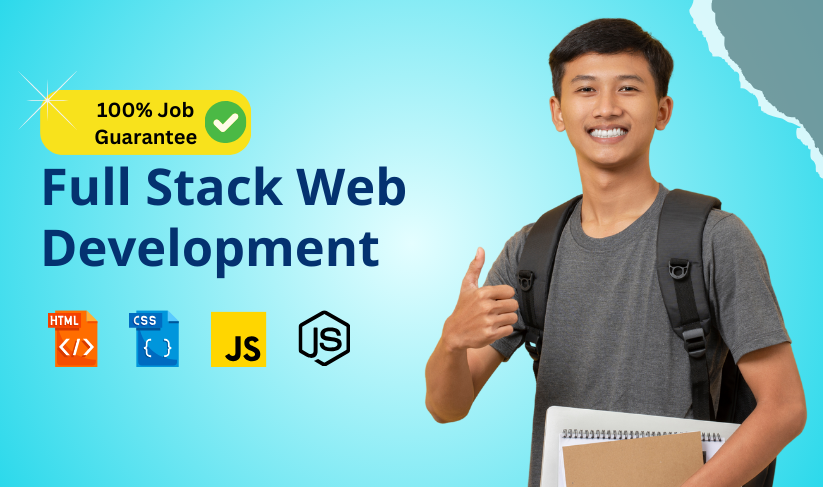 100% Job
Guarantee
Full Stack Web
Development
HTML
CSS
JS
JS